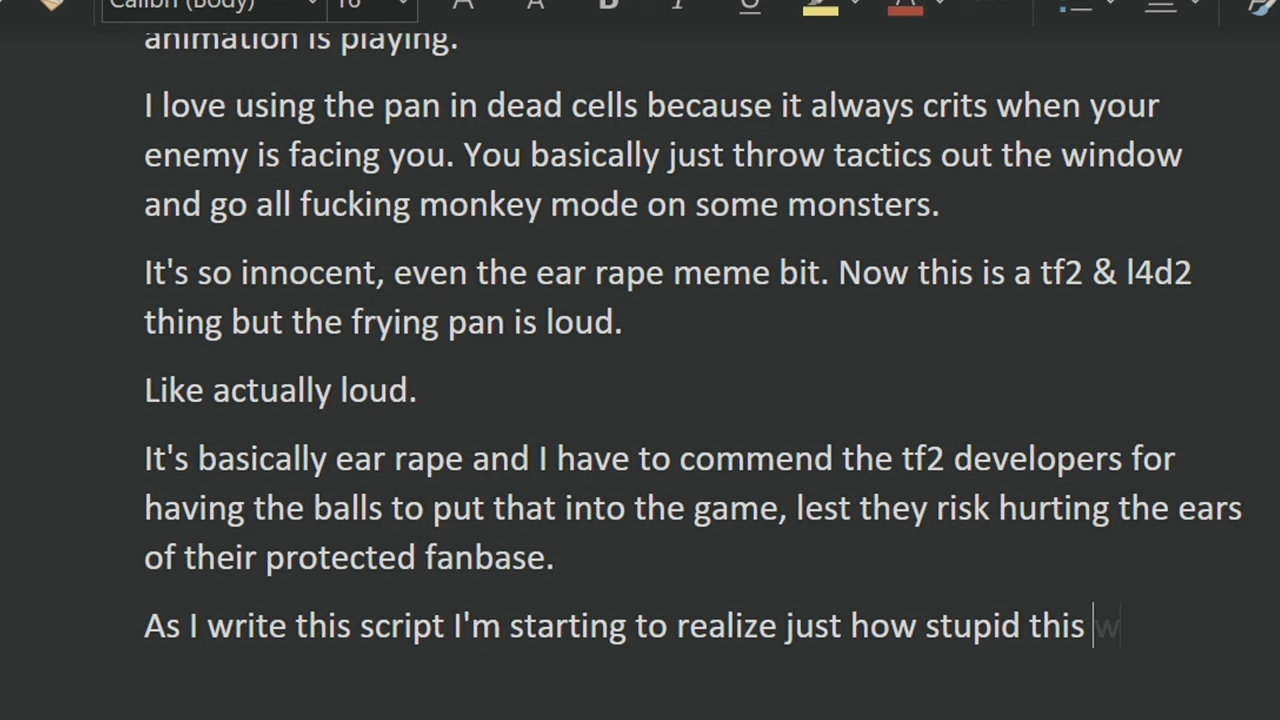 Calibri (Body) 16
animation is playing.
I love using the pan in dead cells because it always crits when your
enemy is facing you. You basically just throw tactics out the window
and go all fucking monkey mode on some monsters.
It's so innocent, even the ear rape meme bit. Now this is a tf2 & l4d2
thing but the frying pan is loud.
Like actually loud.
It's basically ear rape and I have to commend the tf2 developers for
having the balls to put that into the game, lest they risk hurting the ears
of their protected fanbase.
As I write this script I'm starting to realize just how stupid this w